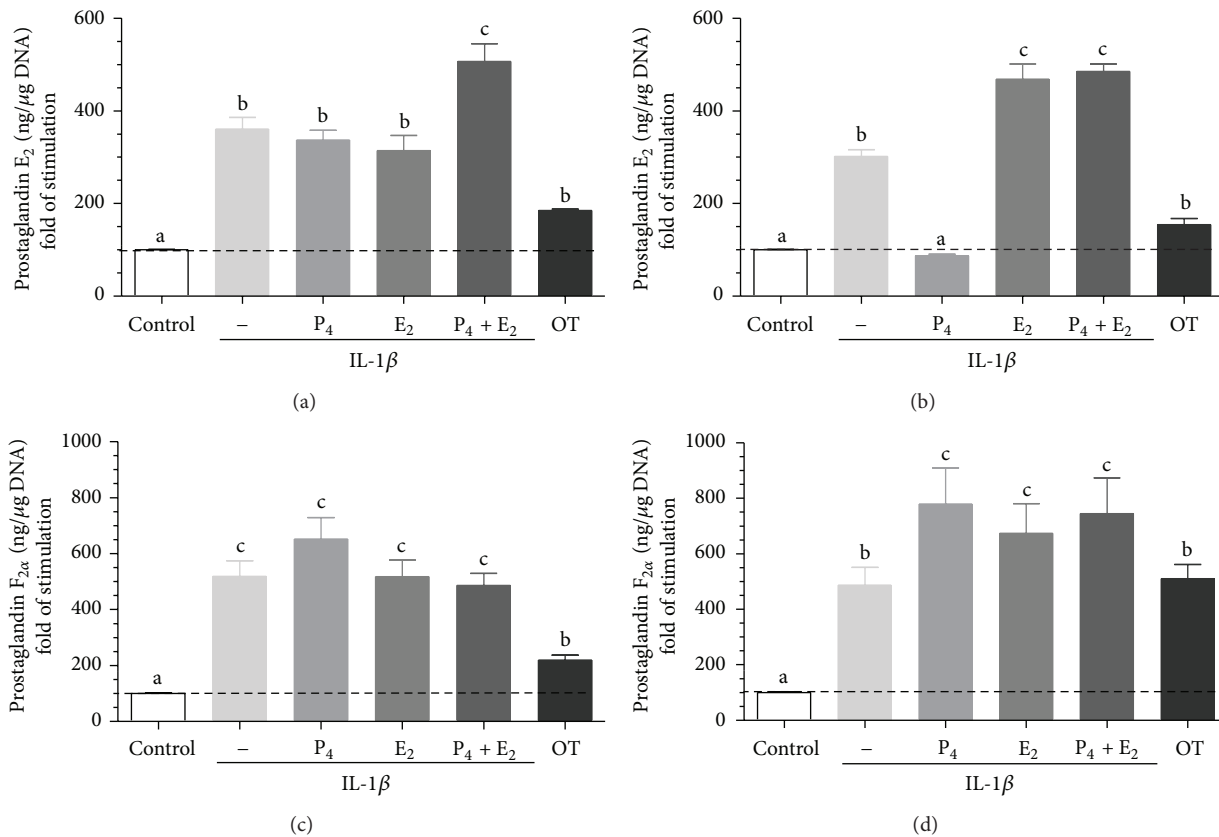 Prostaglandin E₂ (ng/μg DNA)
fold of stimulation
600
400
200
0
a
b
b
b
c
b
Control
–
P₄
E₂
P₄ + E₂
OT
IL-1β
(a)
Prostaglandin E₂ (ng/μg DNA)
fold of stimulation
600
400
200
0
a
b
a
c
c
b
Control
–
P₄
E₂
P₄ + E₂
OT
IL-1β
(b)
Prostaglandin F₂α (ng/μg DNA)
fold of stimulation
1000
800
600
400
200
0
a
c
c
c
c
b
Control
–
P₄
E₂
P₄ + E₂
OT
IL-1β
(c)
Prostaglandin F₂α (ng/μg DNA)
fold of stimulation
1000
800
600
400
200
0
a
b
c
c
c
b
Control
–
P₄
E₂
P₄ + E₂
OT
IL-1β
(d)